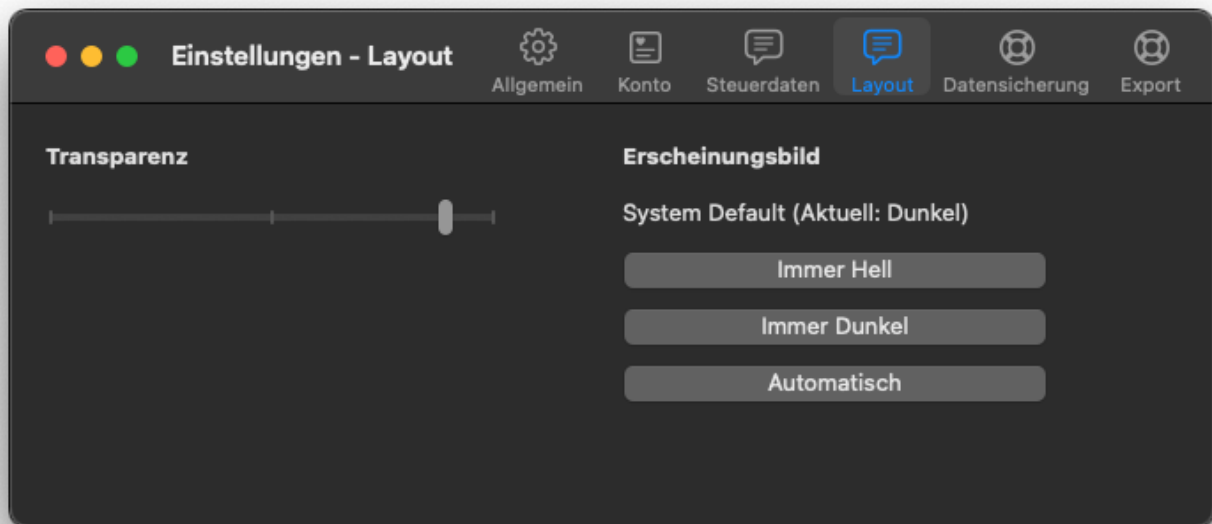 Einstellungen - Layout
Allgemein
Konto
Steuerdaten
Layout
Datensicherung
Export
Transparenz
Erscheinungsbild
System Default (Aktuell: Dunkel)
Immer Hell
Immer Dunkel
Automatisch